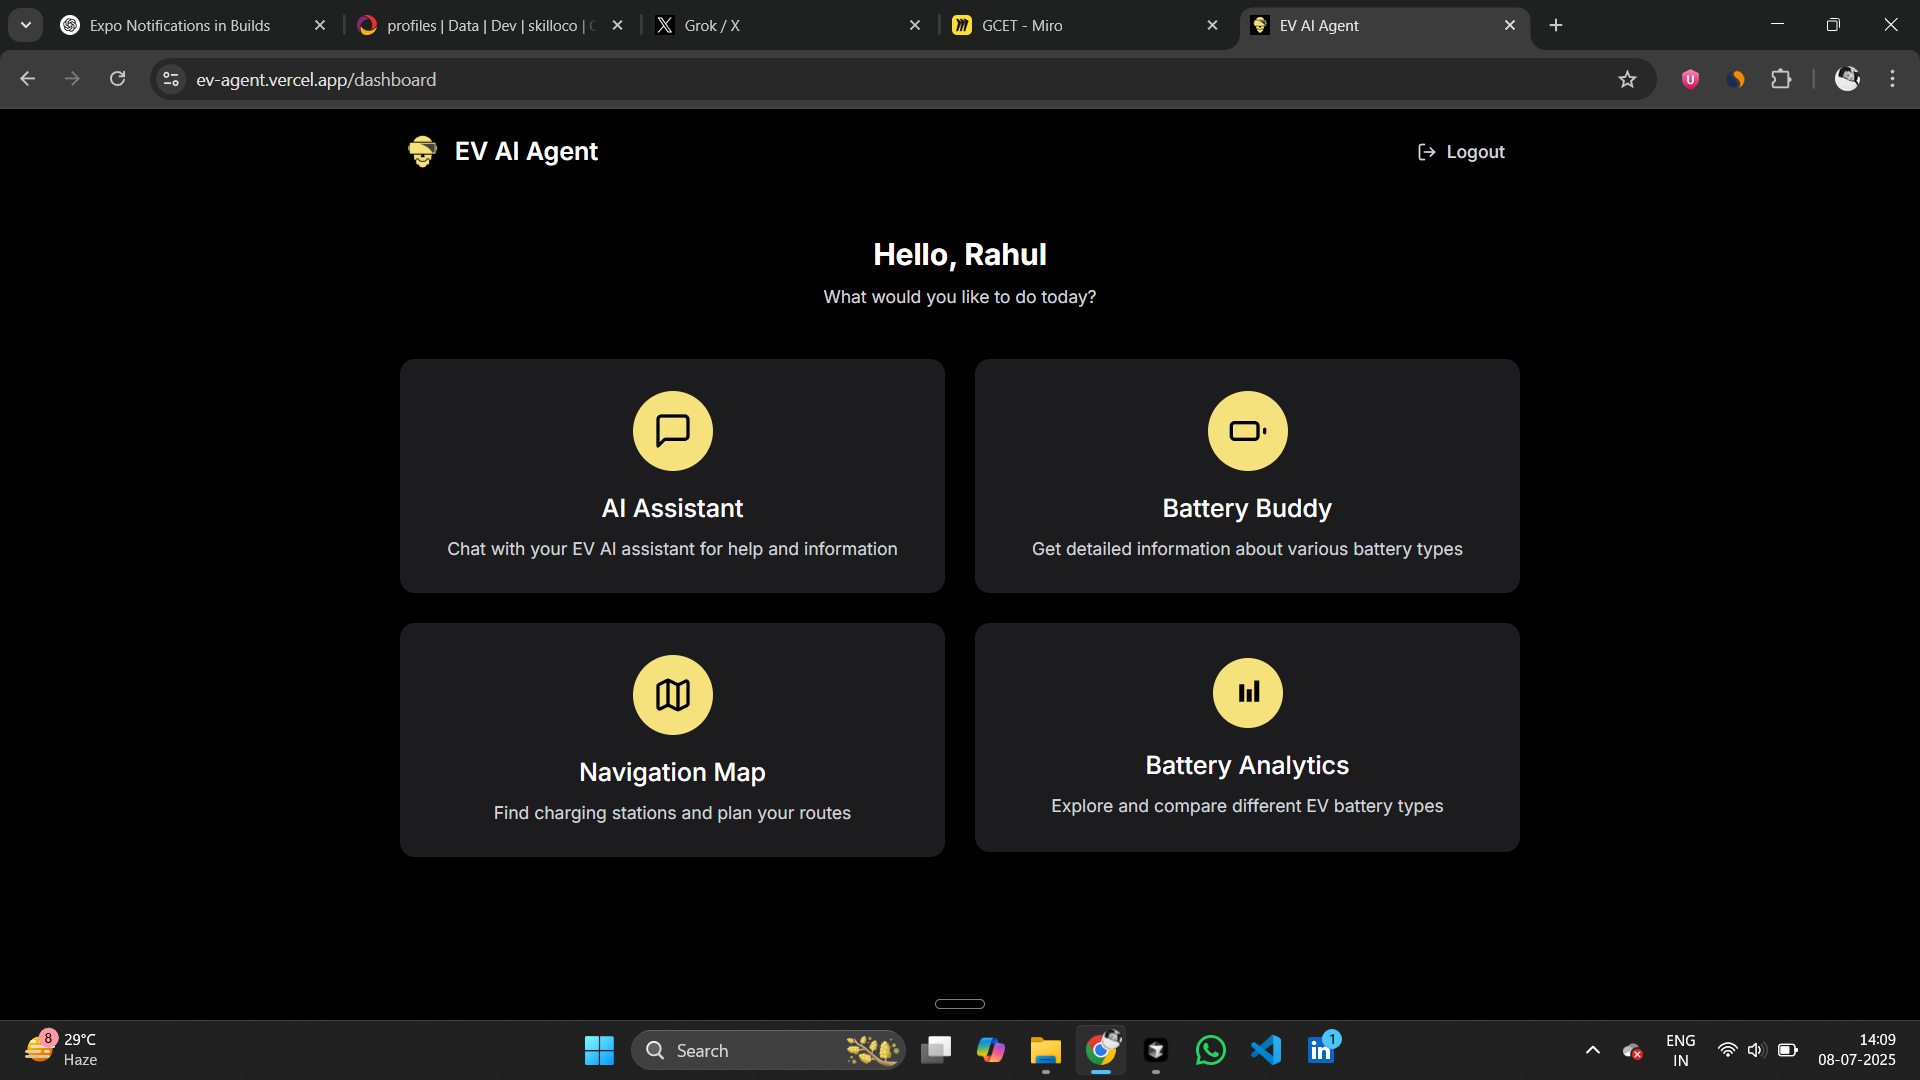 Expo Notifications in Builds
profiles | Data | Dev | skilloco |
Grok / X
GCET - Miro
EV AI Agent
ev-agent.vercel.app/dashboard
EV AI Agent
Logout
Hello, Rahul
What would you like to do today?
AI Assistant
Chat with your EV AI assistant for help and information
Battery Buddy
Get detailed information about various battery types
Navigation Map
Find charging stations and plan your routes
Battery Analytics
Explore and compare different EV battery types
8
29°C
Haze
Search
in
1
ENG
IN
14:09
08-07-2025